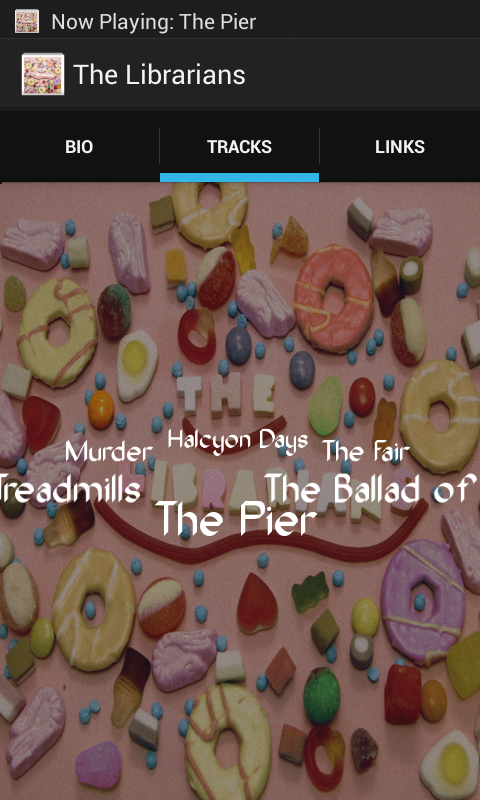 Now Playing: The Pier
The Librarians
BIO
TRACKS
LINKS
THE
LIBRARIANS
Murder
Halcyon Days
The Fair
Treadmills
The Ballad of
The Pier